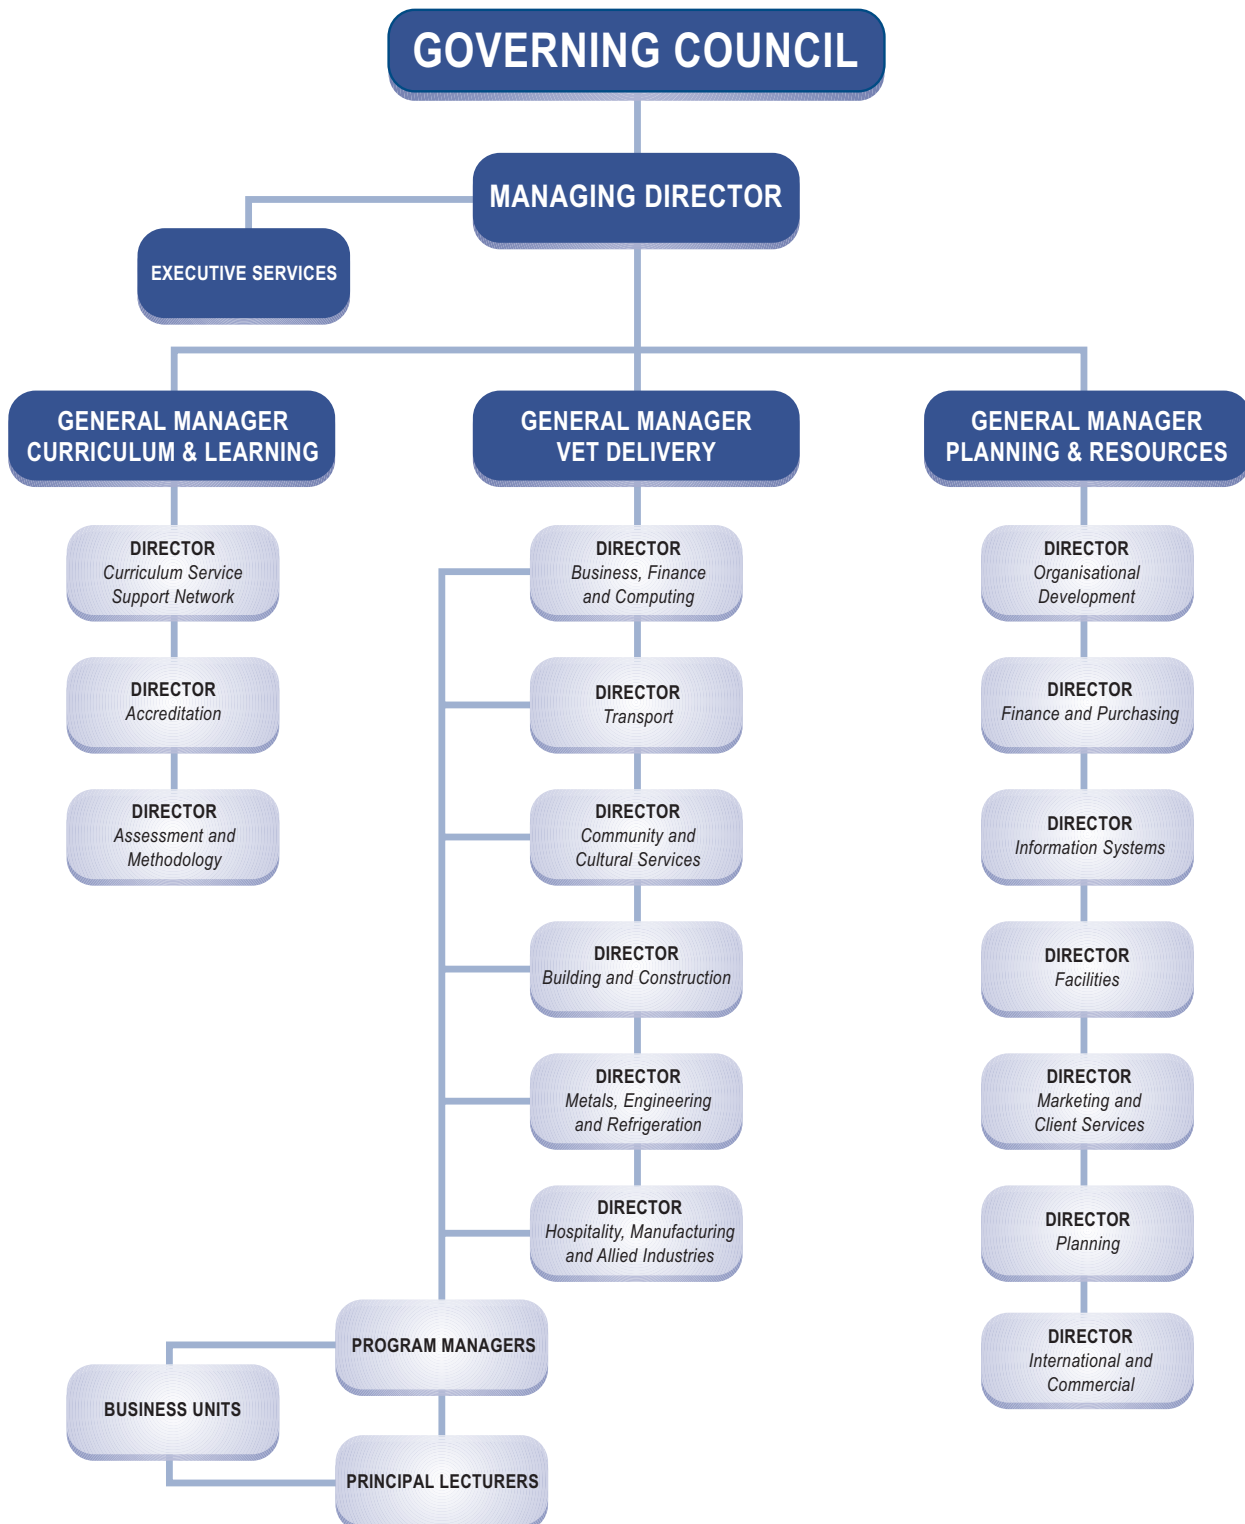 GOVERNING COUNCIL
MANAGING DIRECTOR
EXECUTIVE SERVICES
GENERAL MANAGER
CURRICULUM & LEARNING
DIRECTOR
Curriculum Service
Support Network
DIRECTOR
Accreditation
DIRECTOR
Assessment and
Methodology
GENERAL MANAGER
VET DELIVERY
DIRECTOR
Business, Finance
and Computing
DIRECTOR
Transport
DIRECTOR
Community and
Cultural Services
DIRECTOR
Building and Construction
DIRECTOR
Metals, Engineering
and Refrigeration
DIRECTOR
Hospitality, Manufacturing
and Allied Industries
PROGRAM MANAGERS
BUSINESS UNITS
PRINCIPAL LECTURERS
GENERAL MANAGER
PLANNING & RESOURCES
DIRECTOR
Organisational
Development
DIRECTOR
Finance and Purchasing
DIRECTOR
Information Systems
DIRECTOR
Facilities
DIRECTOR
Marketing and
Client Services
DIRECTOR
Planning
DIRECTOR
International and
Commercial